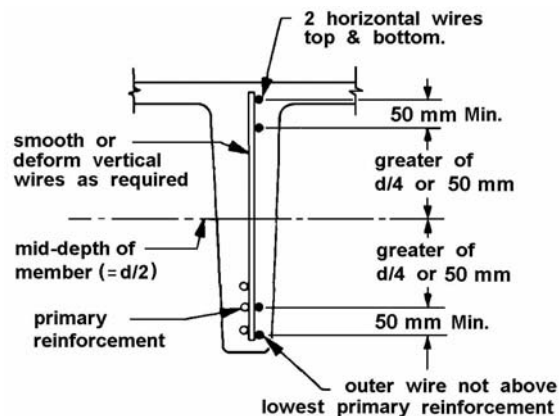 2 horizontal wires
top & bottom.
50 mm Min.
smooth or
deform vertical
wires as required
greater of
d/4 or 50 mm
mid-depth of
member (=d/2)
greater of
d/4 or 50 mm
primary
reinforcement
50 mm Min.
outer wire not above
lowest primary reinforcement